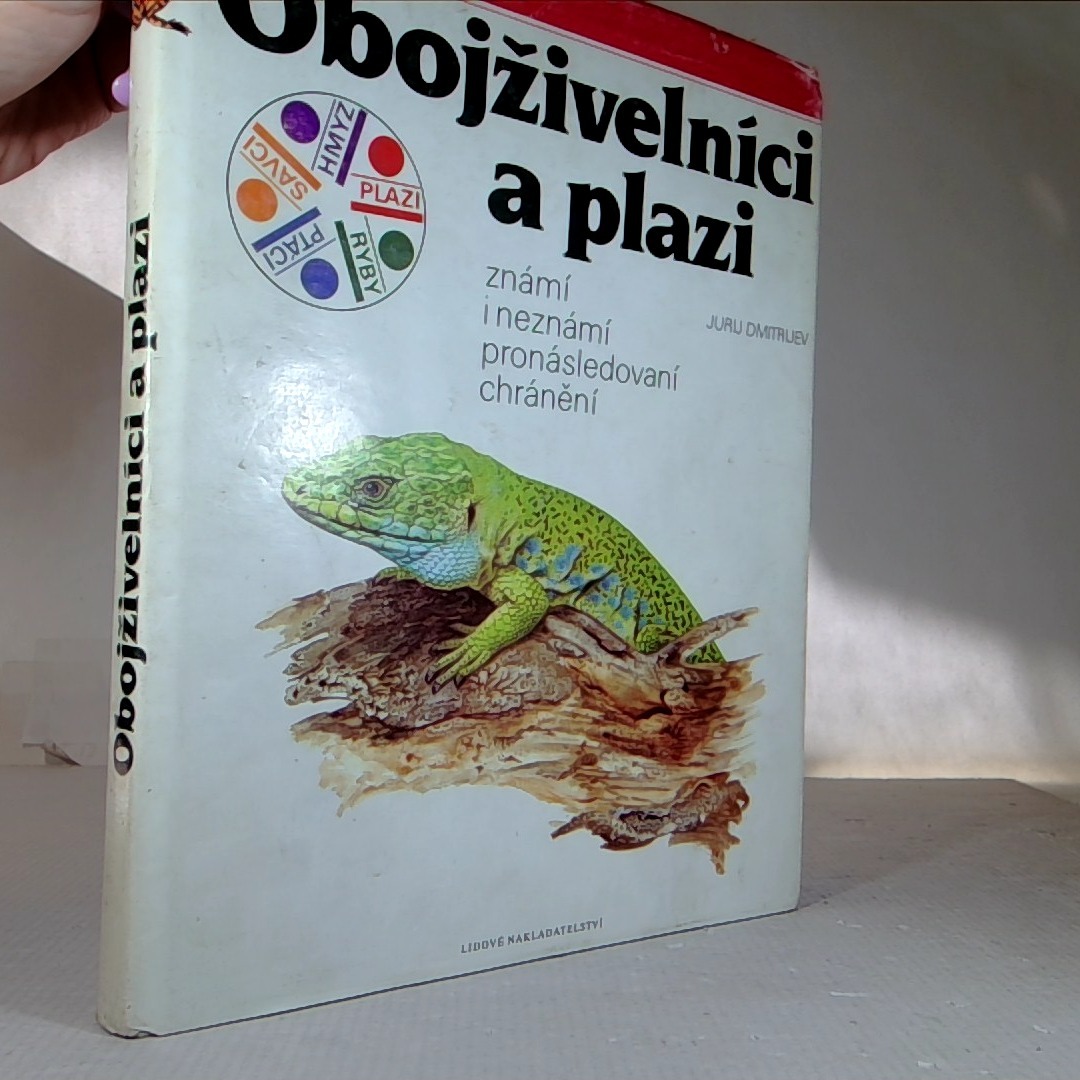 Obojživelníci
a plazi
známí
i neznámí
pronásledovaní
chránění
JURIJ DMITRIJEV
HMYZ
PLAZI
RYBY
PTÁCI
SAVCI
LIDOVÉ NAKLADATELSTVÍ
Obojživelníci a plazi